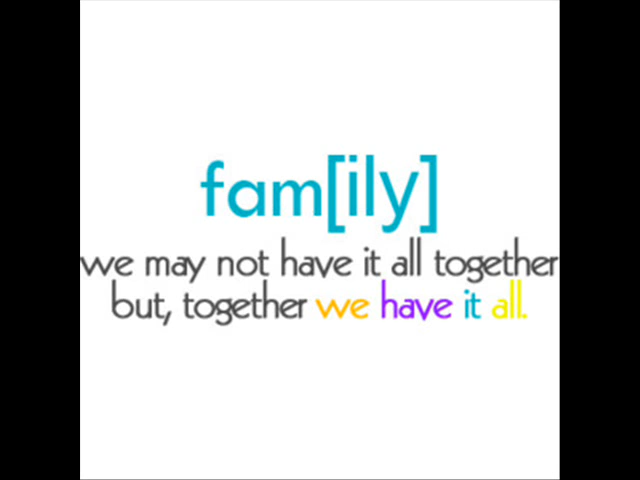 fam[ily]
we may not have it all together
but, together we have it all.